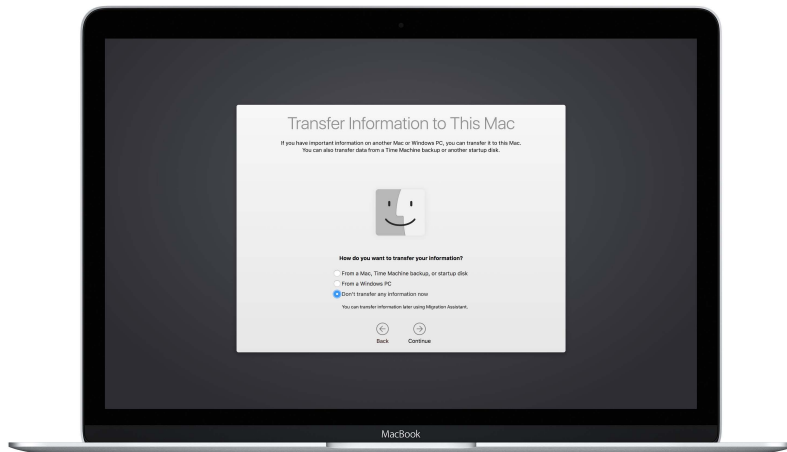 Transfer Information to This Mac
If you have important information on another Mac or Windows PC, you can transfer it to this Mac.
You can also transfer data from a Time Machine backup or another startup disk.
How do you want to transfer your information?
From a Mac, Time Machine backup, or startup disk
From a Windows PC
Don't transfer any information now
You can transfer information later using Migration Assistant.
Back
Continue
MacBook